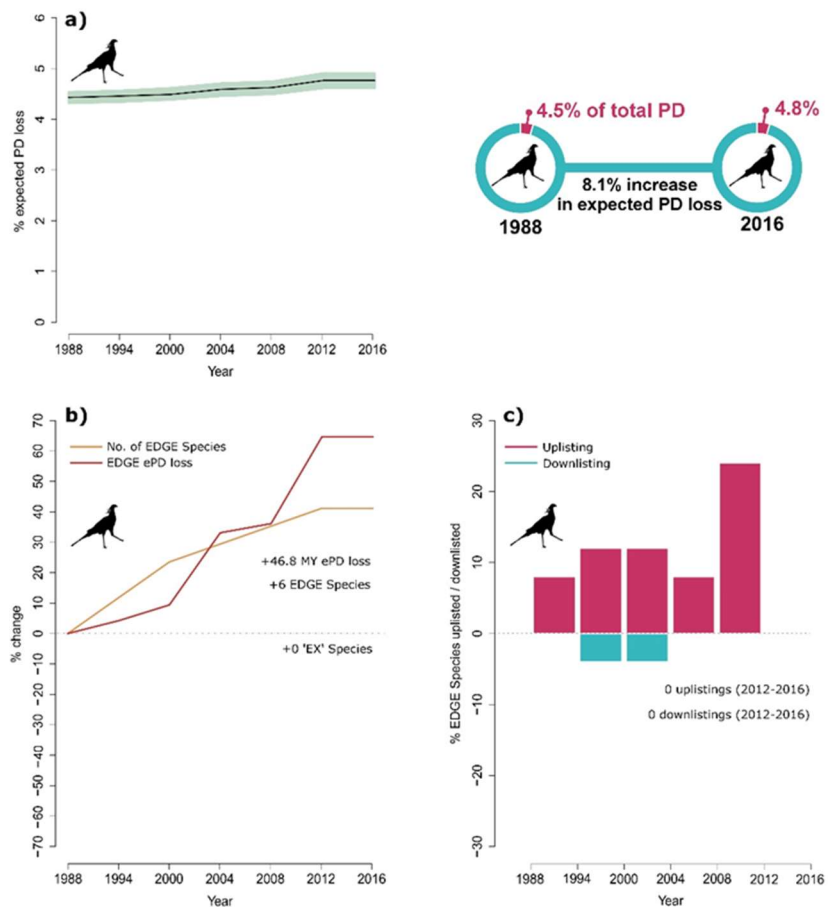 a)
% expected PD loss
6
5
4
3
2
1
0
1988 1994 2000 2004 2008 2012 2016
Year
4.5% of total PD
4.8%
8.1% increase
in expected PD loss
1988
2016
b)
% change
70
60
50
40
30
20
10
0
-10
-20
-30
-40
-50
-60
-70
No. of EDGE Species
EDGE ePD loss
+46.8 MY ePD loss
+6 EDGE Species
+0 'EX' Species
1988 1994 2000 2004 2008 2012 2016
Year
c)
% EDGE Species uplisted / downlisted
30
20
10
0
-10
-20
-30
Uplisting
Downlisting
0 uplistings (2012-2016)
0 downlistings (2012-2016)
1988 1994 2000 2004 2008 2012 2016
Year